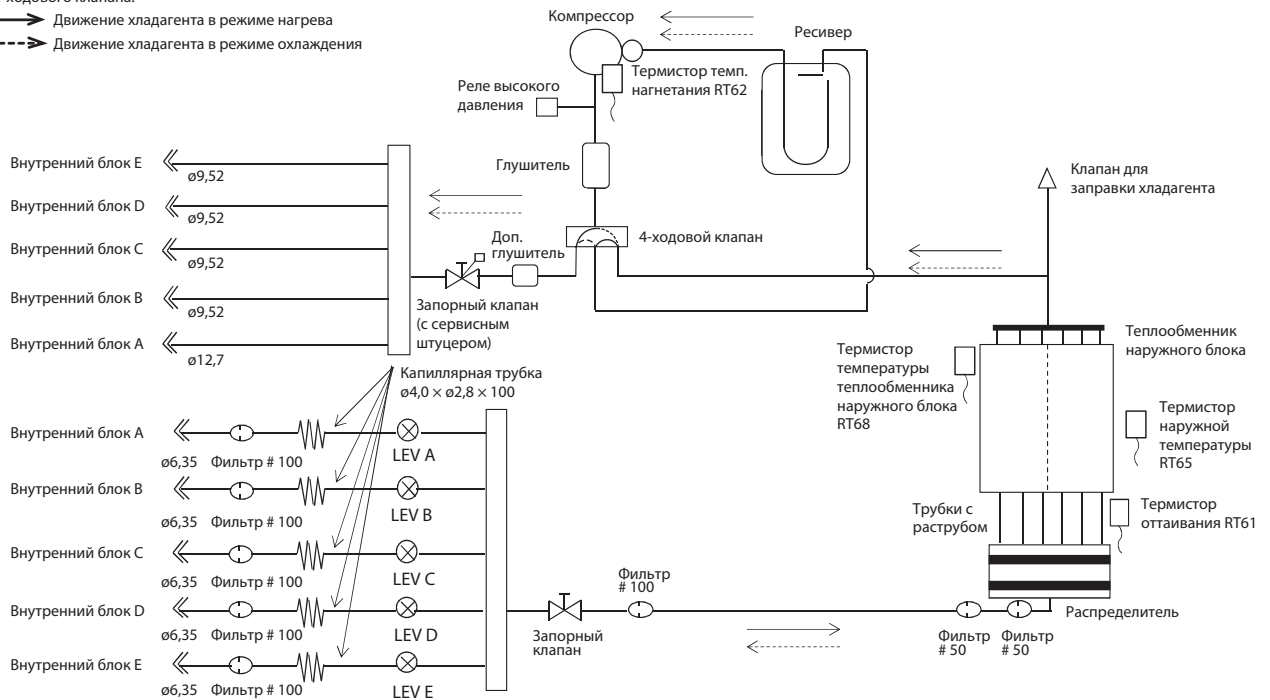 ходового клапана.
Движение хладагента в режиме нагрева
Движение хладагента в режиме охлаждения
Компрессор
Ресивер
Термистор темп.
нагнетания RT62
Реле высокого
давления
Глушитель
Клапан для
заправки хладагента
4-ходовой клапан
Доп.
глушитель
Внутренний блок E
ø9,52
Внутренний блок D
ø9,52
Внутренний блок C
ø9,52
Внутренний блок B
ø9,52
Внутренний блок A
ø12,7
Запорный клапан
(с сервисным
штуцером)
Капиллярная трубка
ø4,0 × ø2,8 × 100
Термистор
температуры
теплообменника
наружного блока
RT68
Теплообменник
наружного блока
Термистор
наружной
температуры
RT65
Трубки с
раструбом
Термистор
оттаивания RT61
Распределитель
Внутренний блок A
ø6,35 Фильтр # 100
LEV A
Внутренний блок B
ø6,35 Фильтр # 100
LEV B
Внутренний блок C
ø6,35 Фильтр # 100
LEV C
Внутренний блок D
ø6,35 Фильтр # 100
LEV D
Внутренний блок E
ø6,35 Фильтр # 100
LEV E
Запорный
клапан
Фильтр
# 100
Фильтр
# 50
Фильтр
# 50